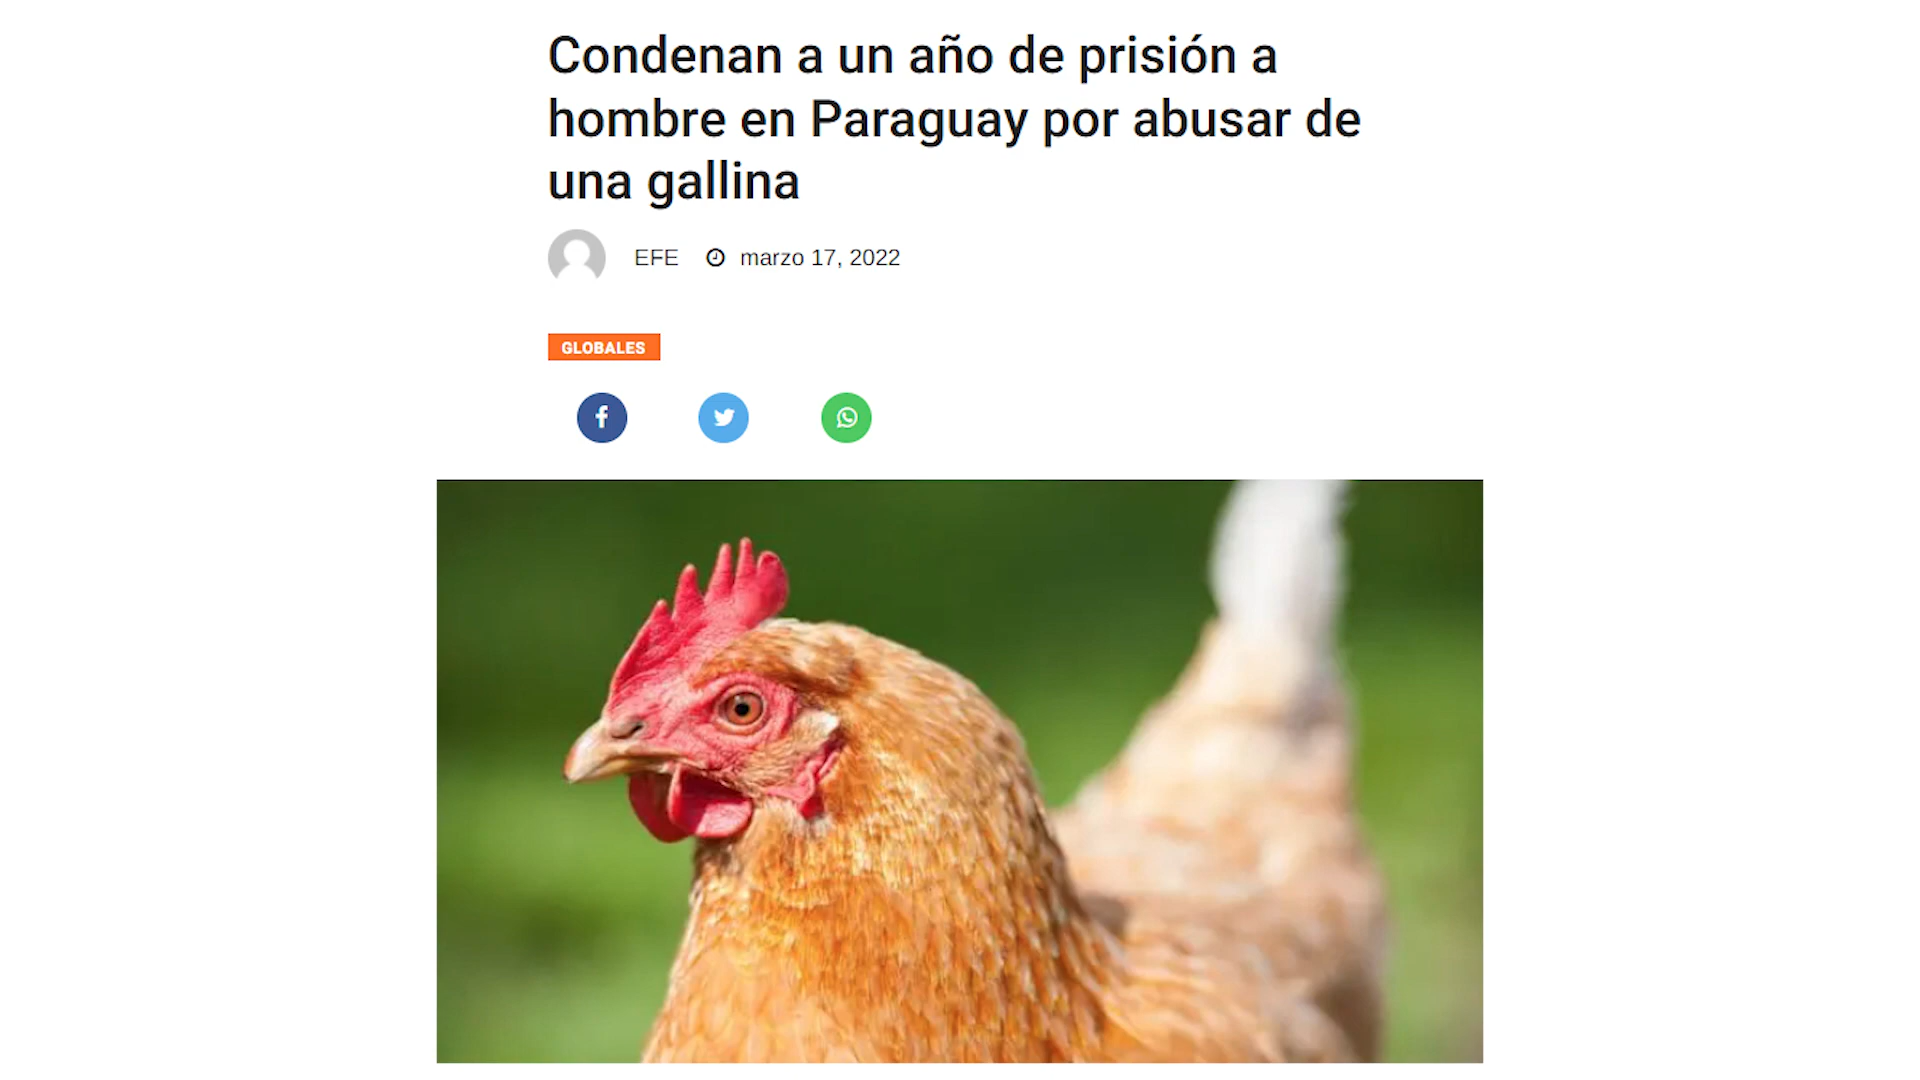 Condenan a un año de prisión a
hombre en Paraguay por abusar de
una gallina
EFE marzo 17, 2022
GLOBALES